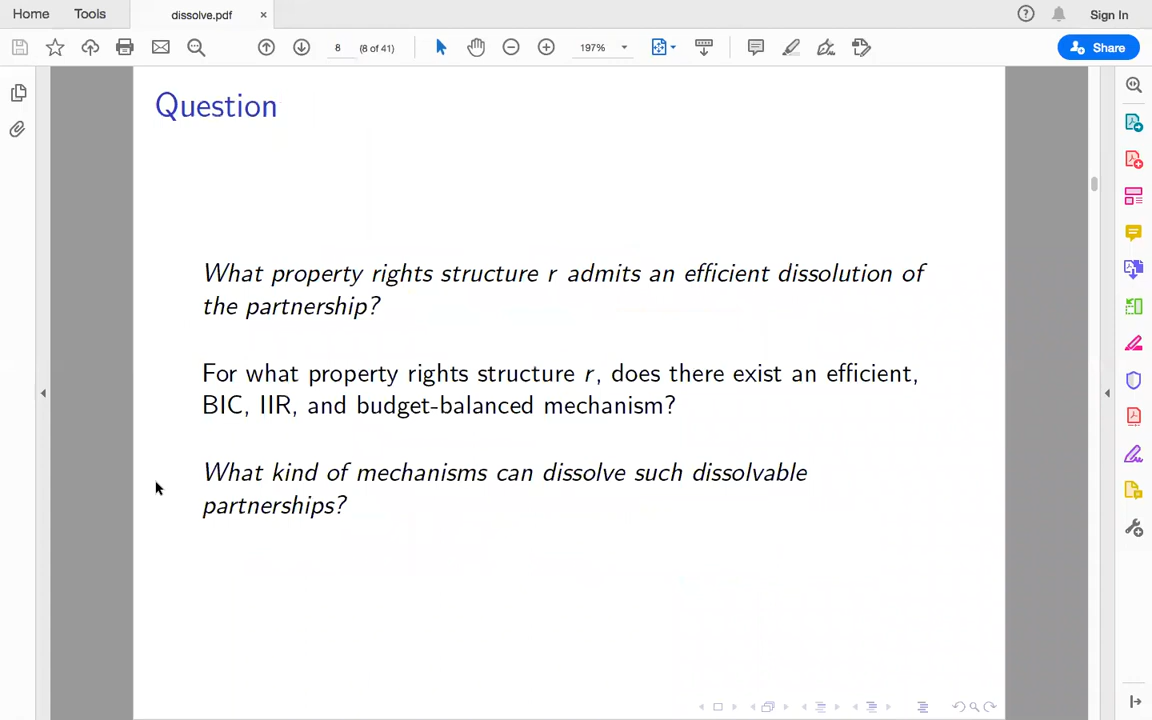 Home Tools dissolve.pdf × Sign In
8 (8 of 41) 197% Share
Question
What property rights structure r admits an efficient dissolution of
the partnership?
For what property rights structure r, does there exist an efficient,
BIC, IIR, and budget-balanced mechanism?
What kind of mechanisms can dissolve such dissolvable
partnerships?